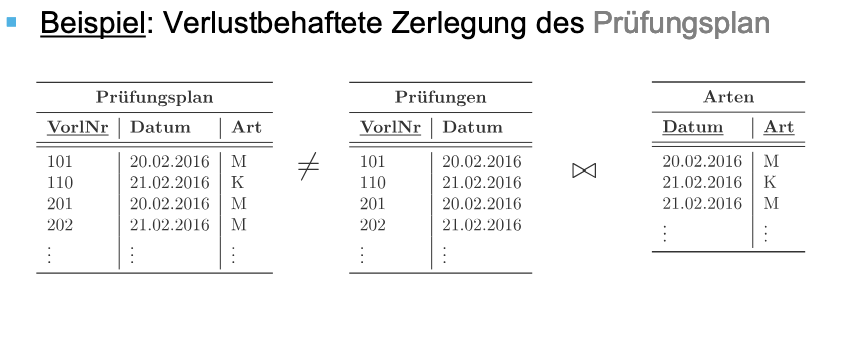 Beispiel: Verlustbehaftete Zerlegung des Prüfungsplan
Prüfungsplan
VorlNr Datum Art
101 20.02.2016 M
110 21.02.2016 K
201 20.02.2016 M
202 21.02.2016 M
⋮ ⋮ ⋮
≠
Prüfungen
VorlNr Datum
101 20.02.2016
110 21.02.2016
201 20.02.2016
202 21.02.2016
⋮ ⋮
⋈
Arten
Datum Art
20.02.2016 M
21.02.2016 K
21.02.2016 M
⋮ ⋮